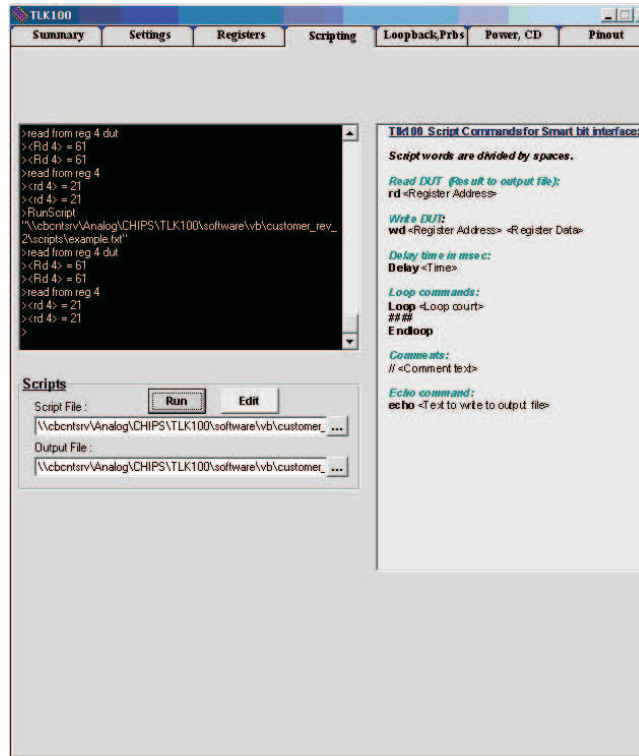 TLK100
Summary Settings Registers Scripting Loopback,Prbs Power, CD Pinout
>read from reg 4 dut
><Rd 4> = 61
><Rd 4> = 61
>read from reg 4
><rd 4> = 21
><rd 4> = 21
>RunScript
"\\cbcntsrv\Analog\CHIPS\TLK100\software\vb\customer_rev_
2\scripts\example.txt"
>read from reg 4 dut
><Rd 4> = 61
><Rd 4> = 61
>read from reg 4
><rd 4> = 21
><rd 4> = 21
>
Scripts
Run Edit
Script File :
\\cbcntsrv\Analog\CHIPS\TLK100\software\vb\customer_ ...
Output File :
\\cbcntsrv\Analog\CHIPS\TLK100\software\vb\customer_ ...
Tlk100 Script Commands for Smart bit interface:
Script words are divided by spaces.
Read DUT (Result to output file):
rd <Register Address>
Write DUT:
wd <Register Address> <Register Data>
Delay time in msec:
Delay <Time>
Loop commands:
Loop <Loop court>
####
Endloop
Comments:
// <Comment text>
Echo command:
echo <Text to write to output file>